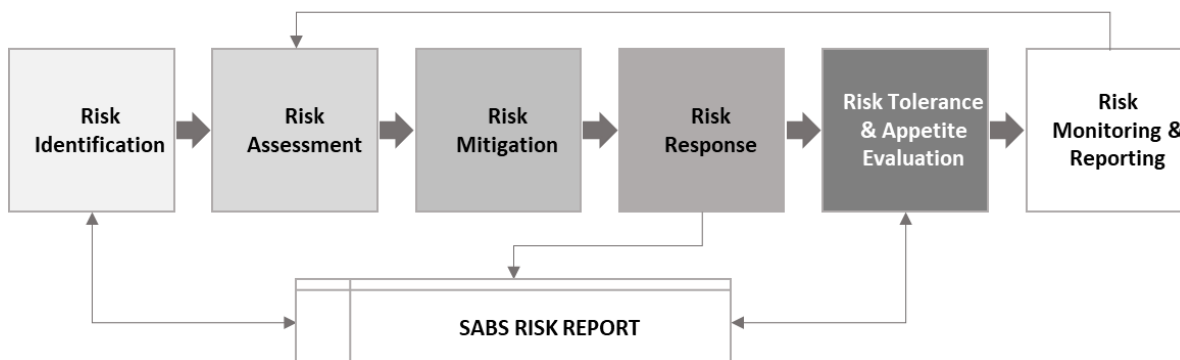 Risk
Identification
Risk
Assessment
Risk
Mitigation
Risk
Response
Risk Tolerance
& Appetite
Evaluation
Risk
Monitoring &
Reporting
SABS RISK REPORT